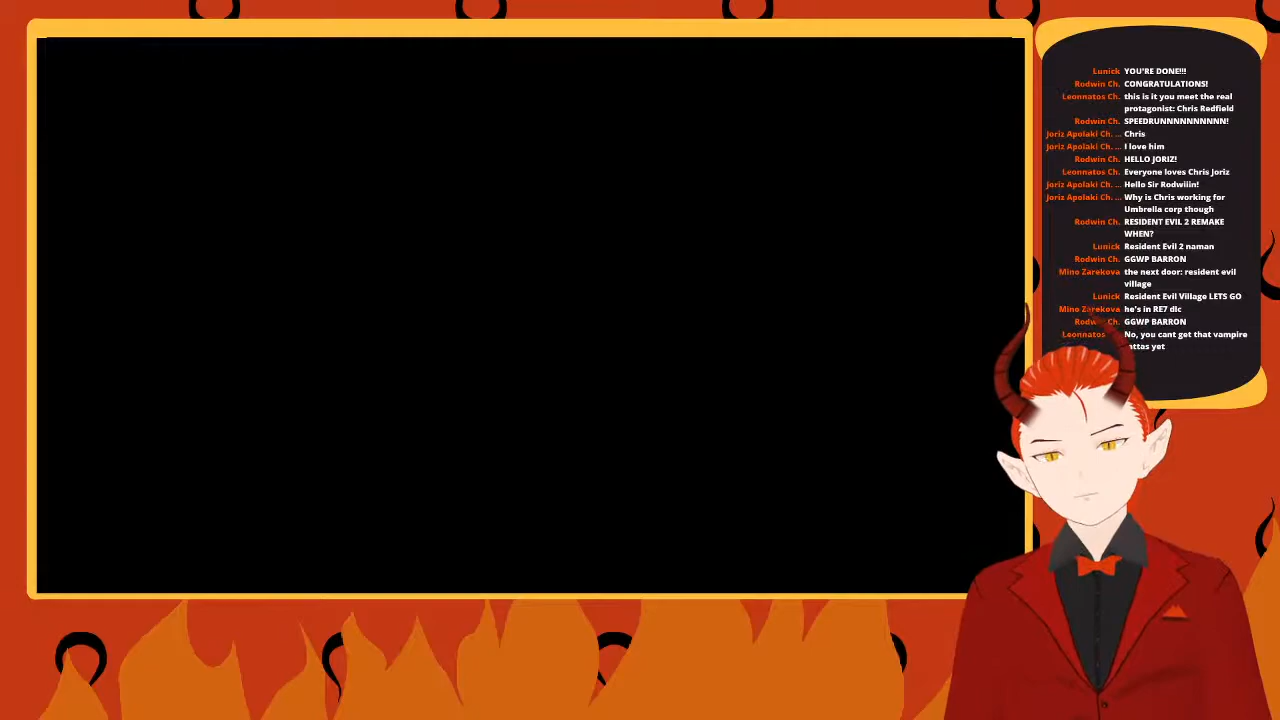 Lunick YOU'RE DONE!!!
Rodwin Ch. CONGRATULATIONS!
Leonnatos Ch. this is it you meet the real
protagonist: Chris Redfield
Rodwin Ch. SPEEDRUNNNNNNNNNN!
Joriz Apolaki Ch. ... Chris
Joriz Apolaki Ch. ... I love him
Rodwin Ch. HELLO JORIZ!
Leonnatos Ch. Everyone loves Chris Joriz
Joriz Apolaki Ch. ... Hello Sir Rodwiiin!
Joriz Apolaki Ch. ... Why is Chris working for
Umbrella corp though
Rodwin Ch. RESIDENT EVIL 2 REMAKE
WHEN?
Lunick Resident Evil 2 naman
Rodwin Ch. GGWP BARRON
Mino Zarekova the next door: resident evil
village
Lunick Resident Evil Village LETS GO
Mino Zarekova he's in RE7 dlc
Rodwin Ch. GGWP BARRON
Leonnatos No, you cant get that vampire
yet